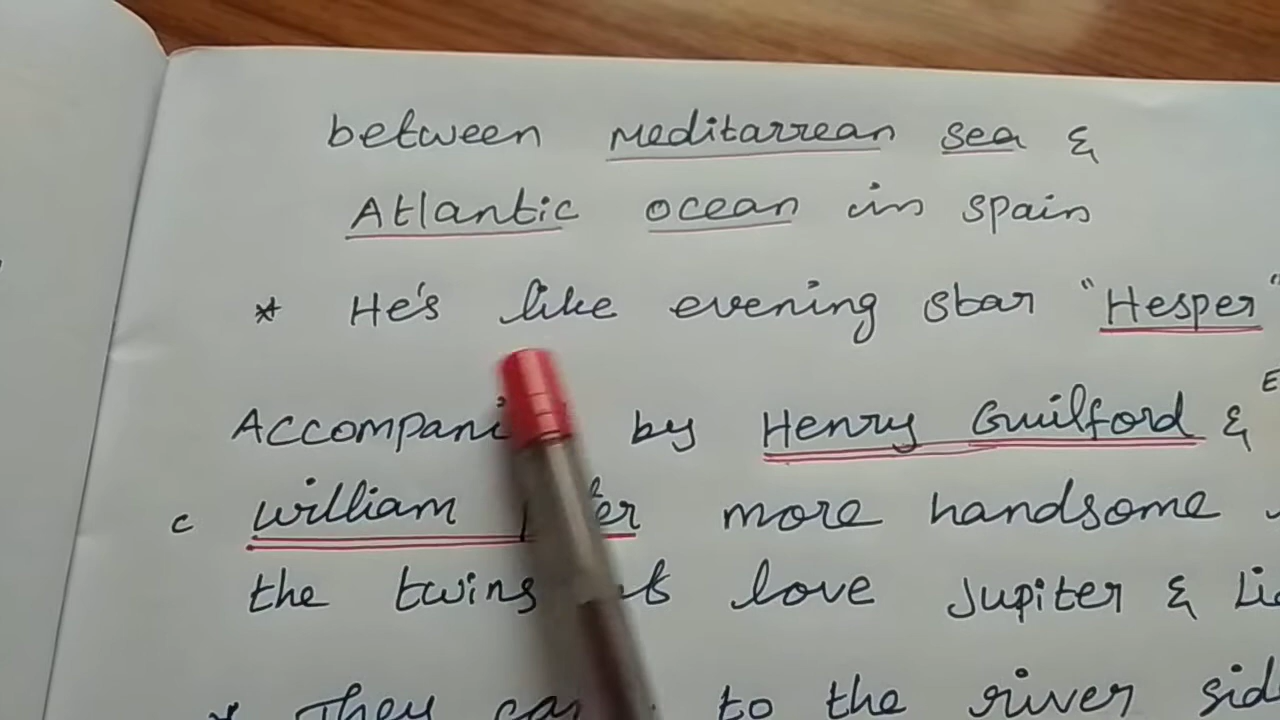 between Meditarrean sea &
Atlantic ocean in spain
* He's like evening star "Hesper"
by Henry Guilford &
c william more handsome
the twins love Jupiter &
* They to the river